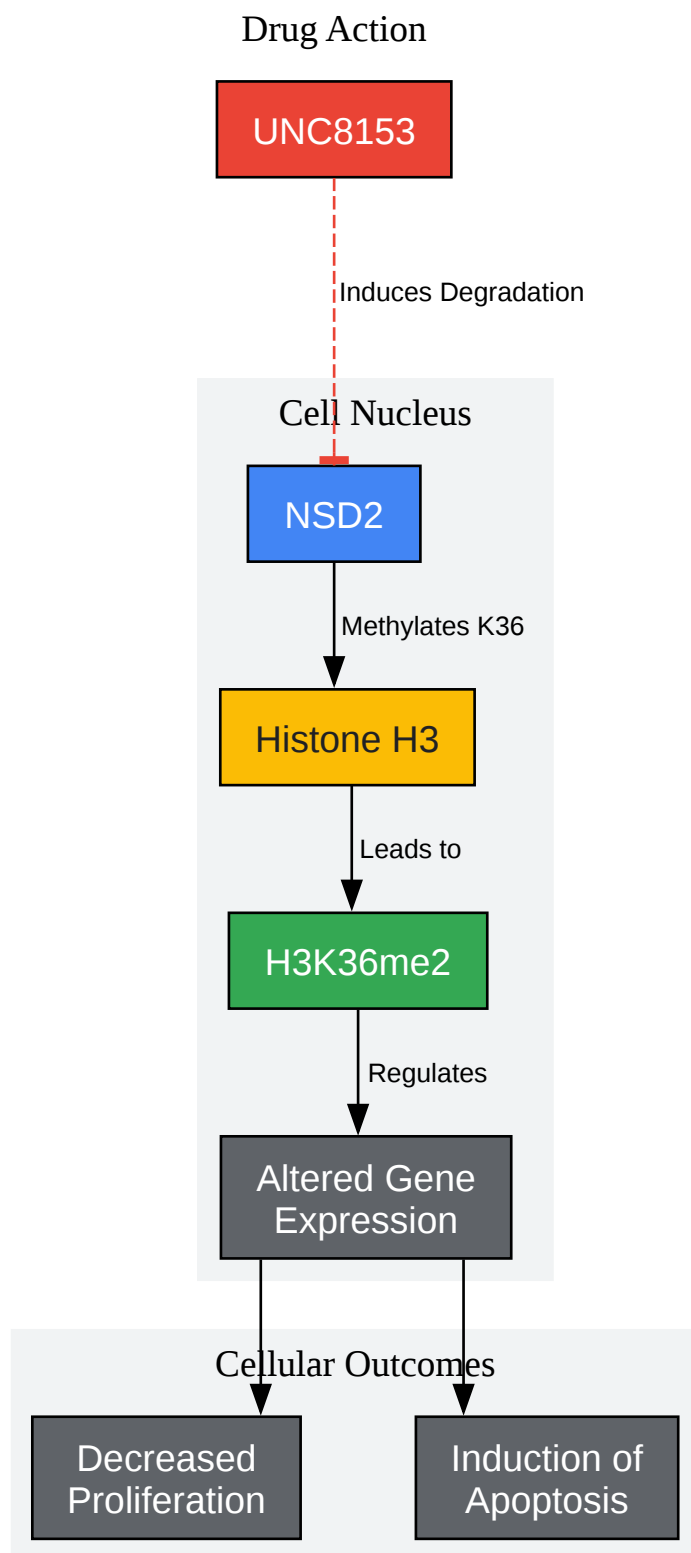 Drug Action
UNC8153
Induces Degradation
Cell Nucleus
NSD2
Methylates K36
Histone H3
Leads to
H3K36me2
Regulates
Altered Gene
Expression
Cellular Outcomes
Decreased
Proliferation
Induction of
Apoptosis